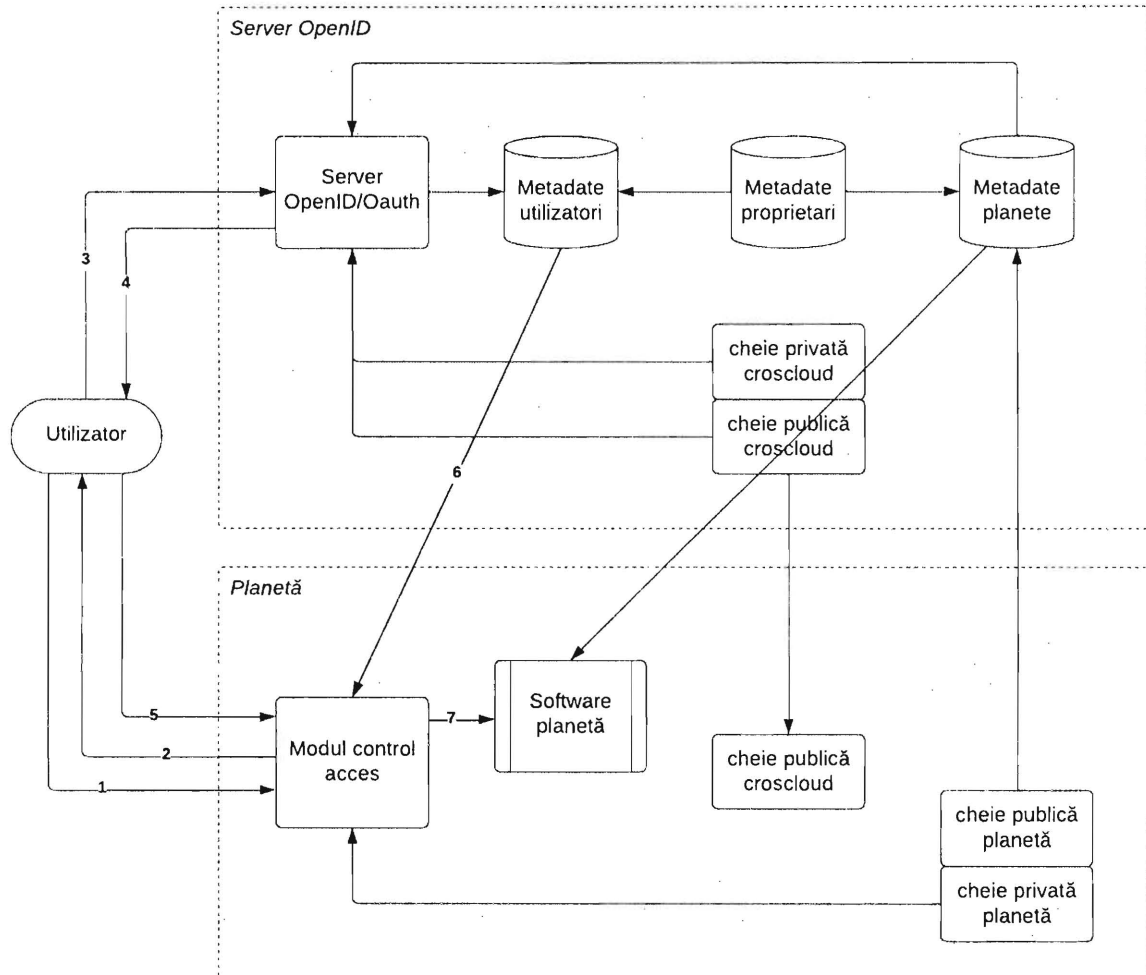 Server OpenID
Server
OpenID/Oauth
Metadate
utilizatori
Metadate
proprietari
Metadate
planete
3
4
cheie privată
croscloud
cheie publică
croscloud
Utilizator
6
Planetă
Software
planetă
5
7
Modul control
acces
2
1
cheie publică
croscloud
cheie publică
planetă
cheie privată
planetă